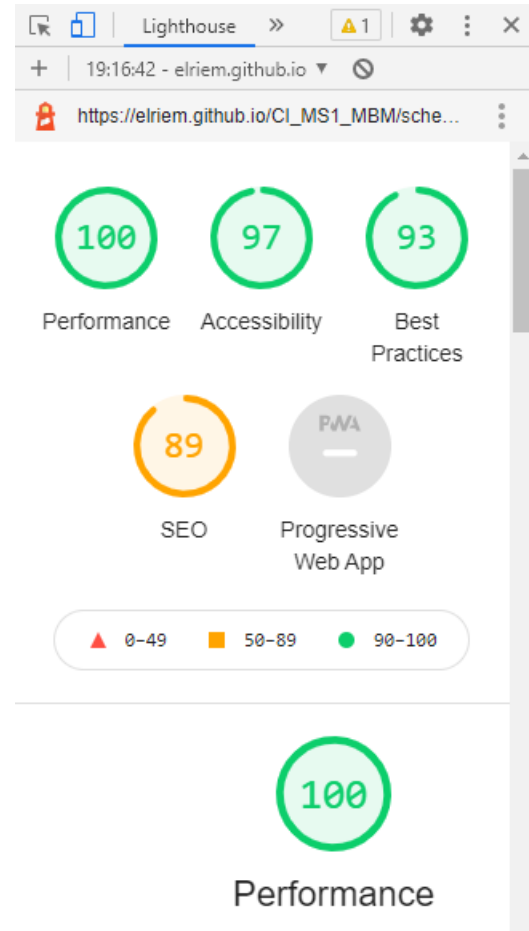 Lighthouse » 1
19:16:42 - elriem.github.io ▼
https://elriem.github.io/CI_MS1_MBM/sche...
100 97 93
Performance Accessibility Best
Practices
89 PWA
SEO Progressive
Web App
0–49 50–89 90–100
100
Performance